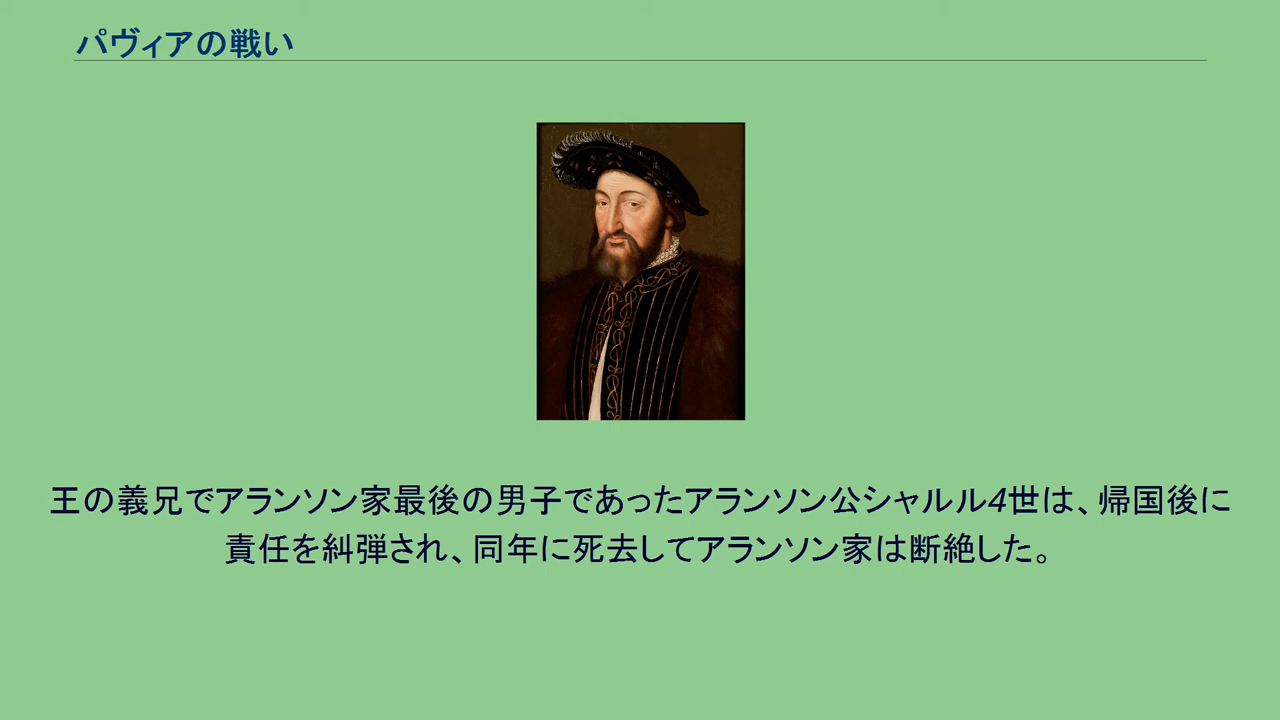 パヴィアの戦い
王の義兄でアランソン家最後の男子であったアランソン公シャルル4世は、帰国後に
責任を糾弾され、同年に死去してアランソン家は断絶した。